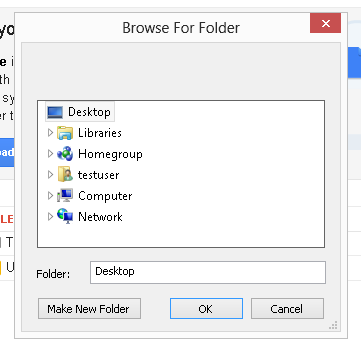 Browse For Folder
Desktop
Libraries
Homegroup
testuser
Computer
Network
Folder:
Desktop
Make New Folder
OK
Cancel